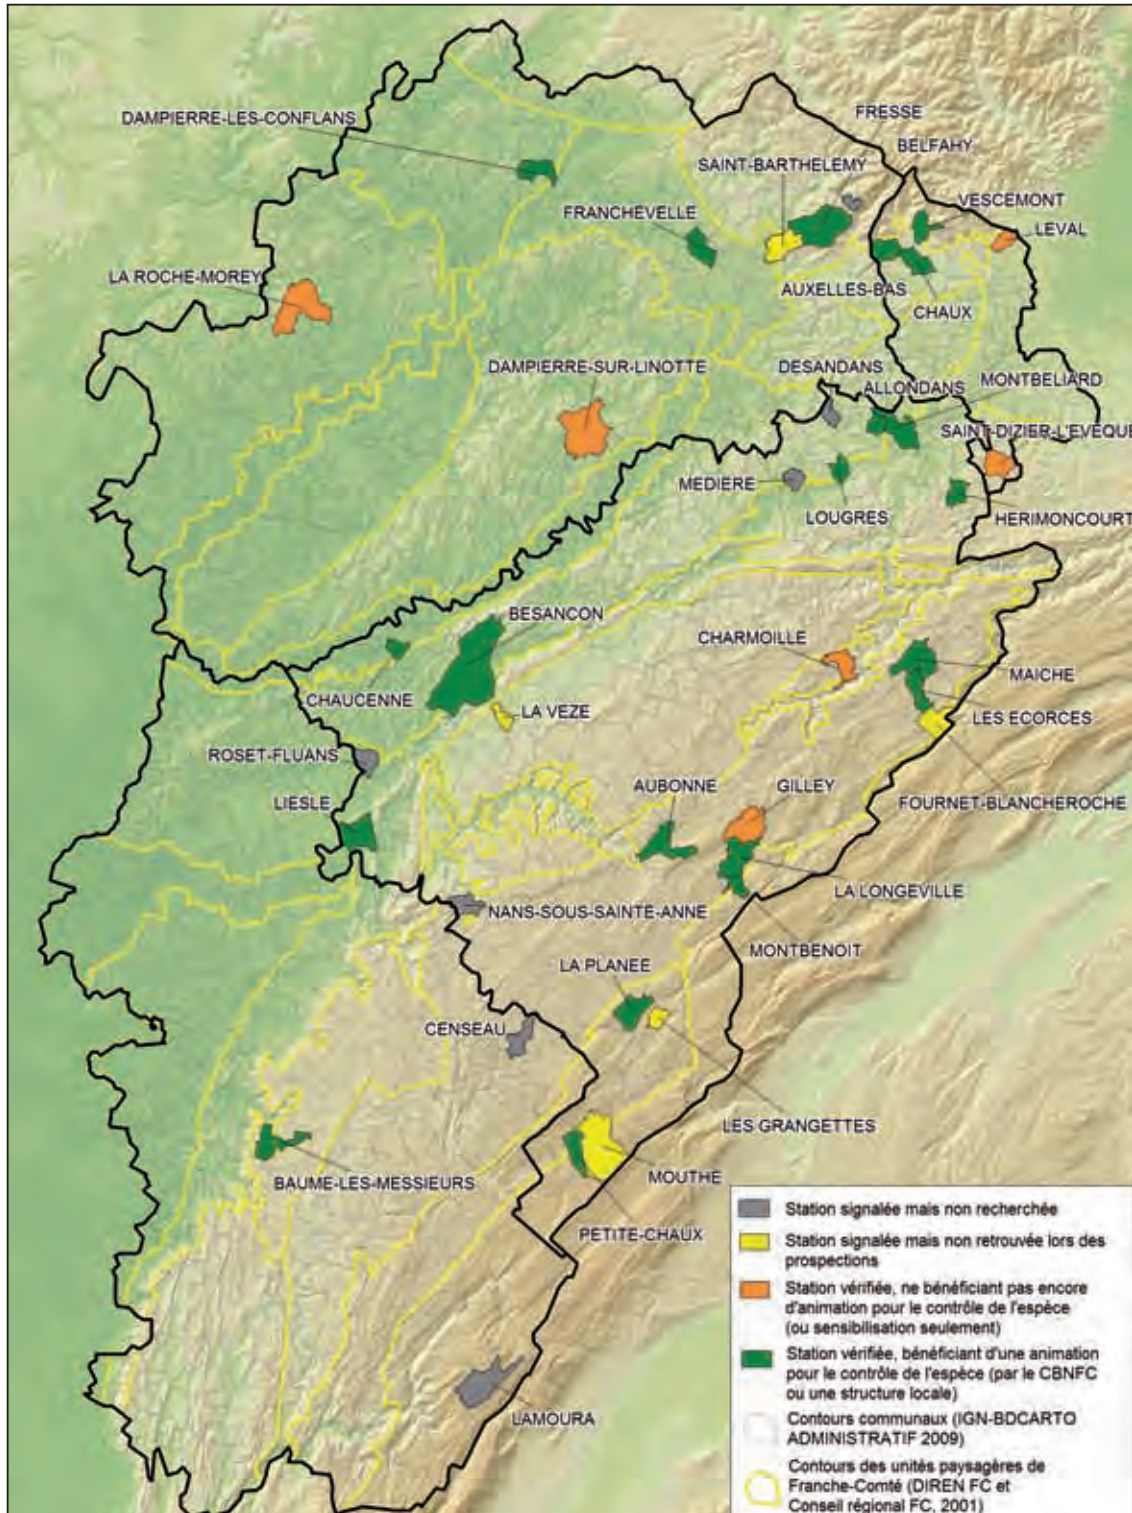 FRESSE
DAMPIERRE-LES-CONFLANS
BELFAHY
SAINT-BARTHELEMY
VESCEMONT
FRANCHEVELLE
LEVAL
LA ROCHE-MOREY
AUXELLES-BAS
CHAUX
DAMPIERRE-SUR-LINOTTE
DESANDANS
MONTBELIARD
ALLONDANS
SAINT-DIZIER-L'EVEQUE
MEDIERE
LOUGRES
HERIMONCOURT
BESANCON
CHARMOILLE
MAICHE
CHAUCENNE
LA VEZE
LES ECORCES
ROSET-FLUANS
AUBONNE
GILLEY
FOURNET-BLANCHEROCHE
LIESLE
LA LONGEVILLE
NANS-SOUS-SAINTE-ANNE
MONTBENOIT
LA PLANEE
CENSEAU
LES GRANGETTES
BAUME-LES-MESSIEURS
MOUTHE
PETITE-CHAUX
LAMOURA
Station signalée mais non recherchée
Station signalée mais non retrouvée lors des
prospections
Station vérifiée, ne bénéficiant pas encore
d'animation pour le contrôle de l'espèce
(ou sensibilisation seulement)
Station vérifiée, bénéficiant d'une animation
pour le contrôle de l'espèce (par le CBNFC
ou une structure locale)
Contours communaux (IGN-BDCARTO
ADMINISTRATIF 2009)
Contours des unités paysagères de
Franche-Comté (DIREN FC et
Conseil régional FC, 2001)